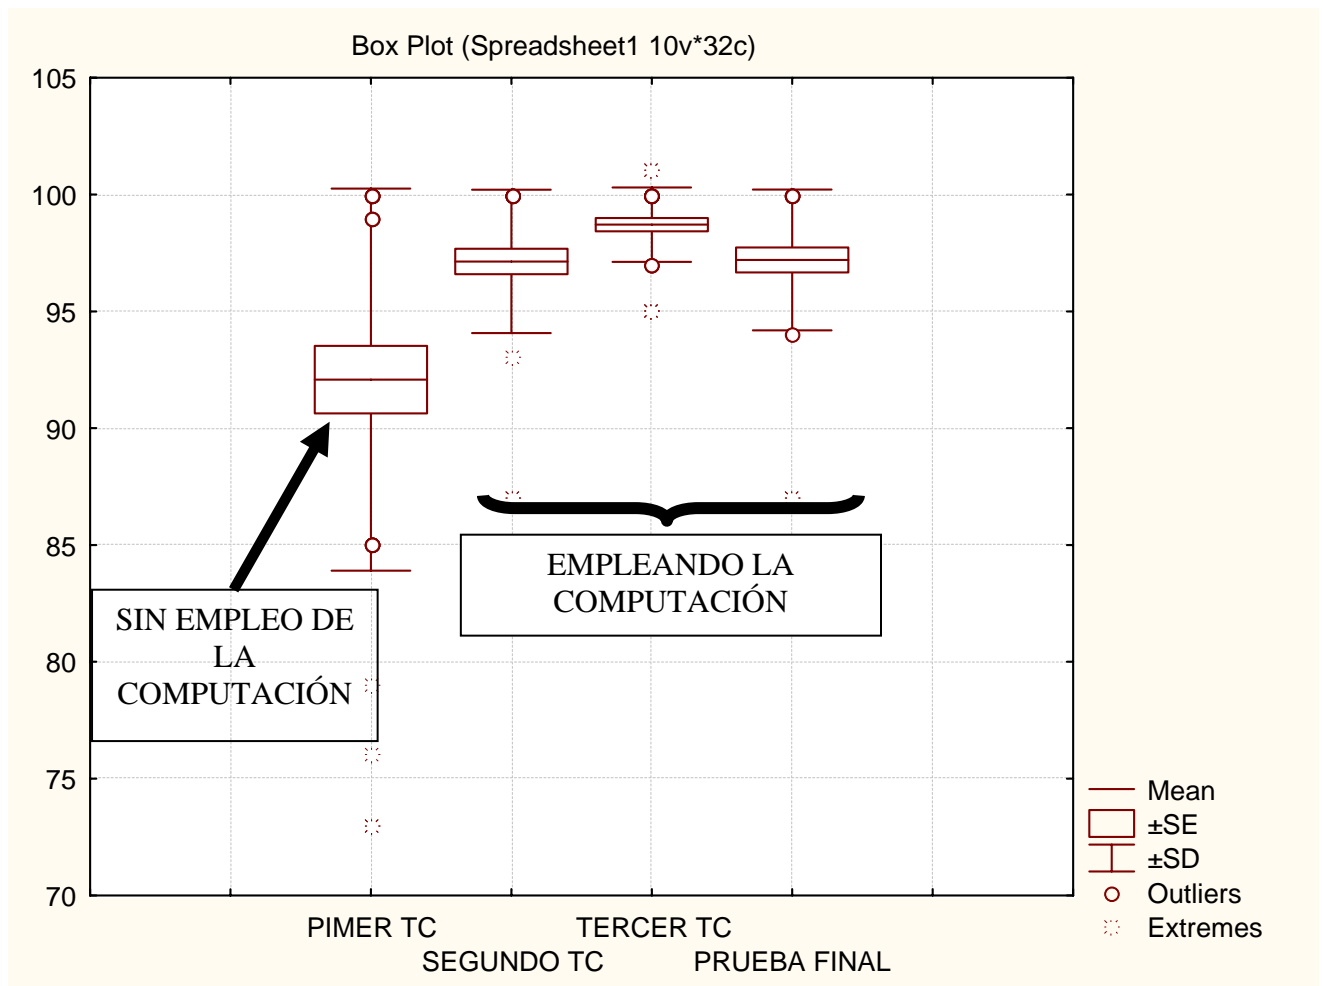 Box Plot (Spreadsheet1 10v*32c)
105
100
95
90
85
80
75
70
SIN EMPLEO DE
LA
COMPUTACIÓN
EMPLEANDO LA
COMPUTACIÓN
PIMER TC
SEGUNDO TC
TERCER TC
PRUEBA FINAL
Mean
±SE
±SD
Outliers
Extremes